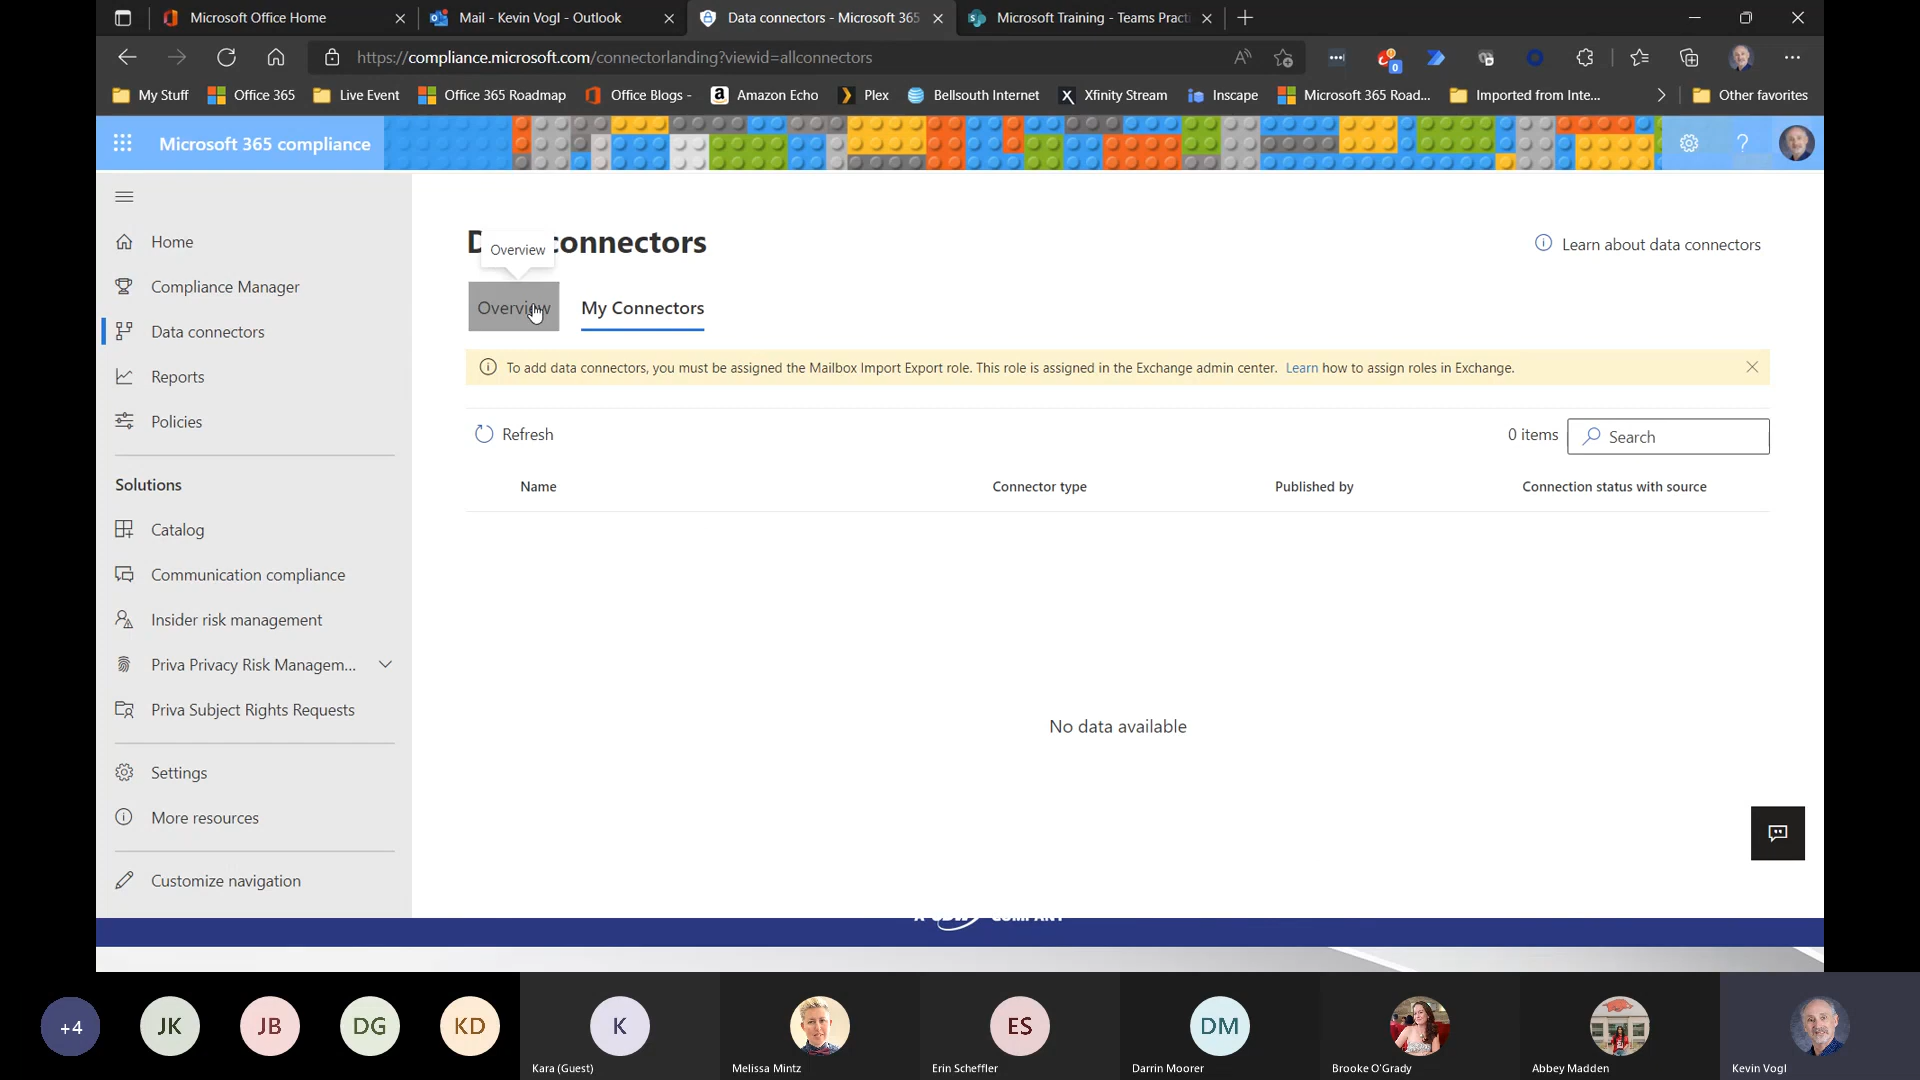 Microsoft Office Home
Mail - Kevin Vogl - Outlook
Data connectors - Microsoft 365
Microsoft Training - Teams Practi
https://compliance.microsoft.com/connectorlanding?viewid=allconnectors
0
My Stuff
Office 365
Live Event
Office 365 Roadmap
Office Blogs -
Amazon Echo
Plex
Bellsouth Internet
Xfinity Stream
Inscape
Microsoft 365 Road...
Imported from Inte...
Other favorites
Microsoft 365 compliance
Home
Compliance Manager
Data connectors
Reports
Policies
Solutions
Catalog
Communication compliance
Insider risk management
Priva Privacy Risk Managem...
Priva Subject Rights Requests
Settings
More resources
Customize navigation
connectors
Learn about data connectors
Overview
Overview
My Connectors
To add data connectors, you must be assigned the Mailbox Import Export role. This role is assigned in the Exchange admin center. Learn how to assign roles in Exchange.
Refresh
0 items
Search
Name
Connector type
Published by
Connection status with source
No data available
+4
JK
JB
DG
KD
K
ES
DM
Kara (Guest)
Melissa Mintz
Erin Scheffler
Darrin Moorer
Brooke O'Grady
Abbey Madden
Kevin Vogl